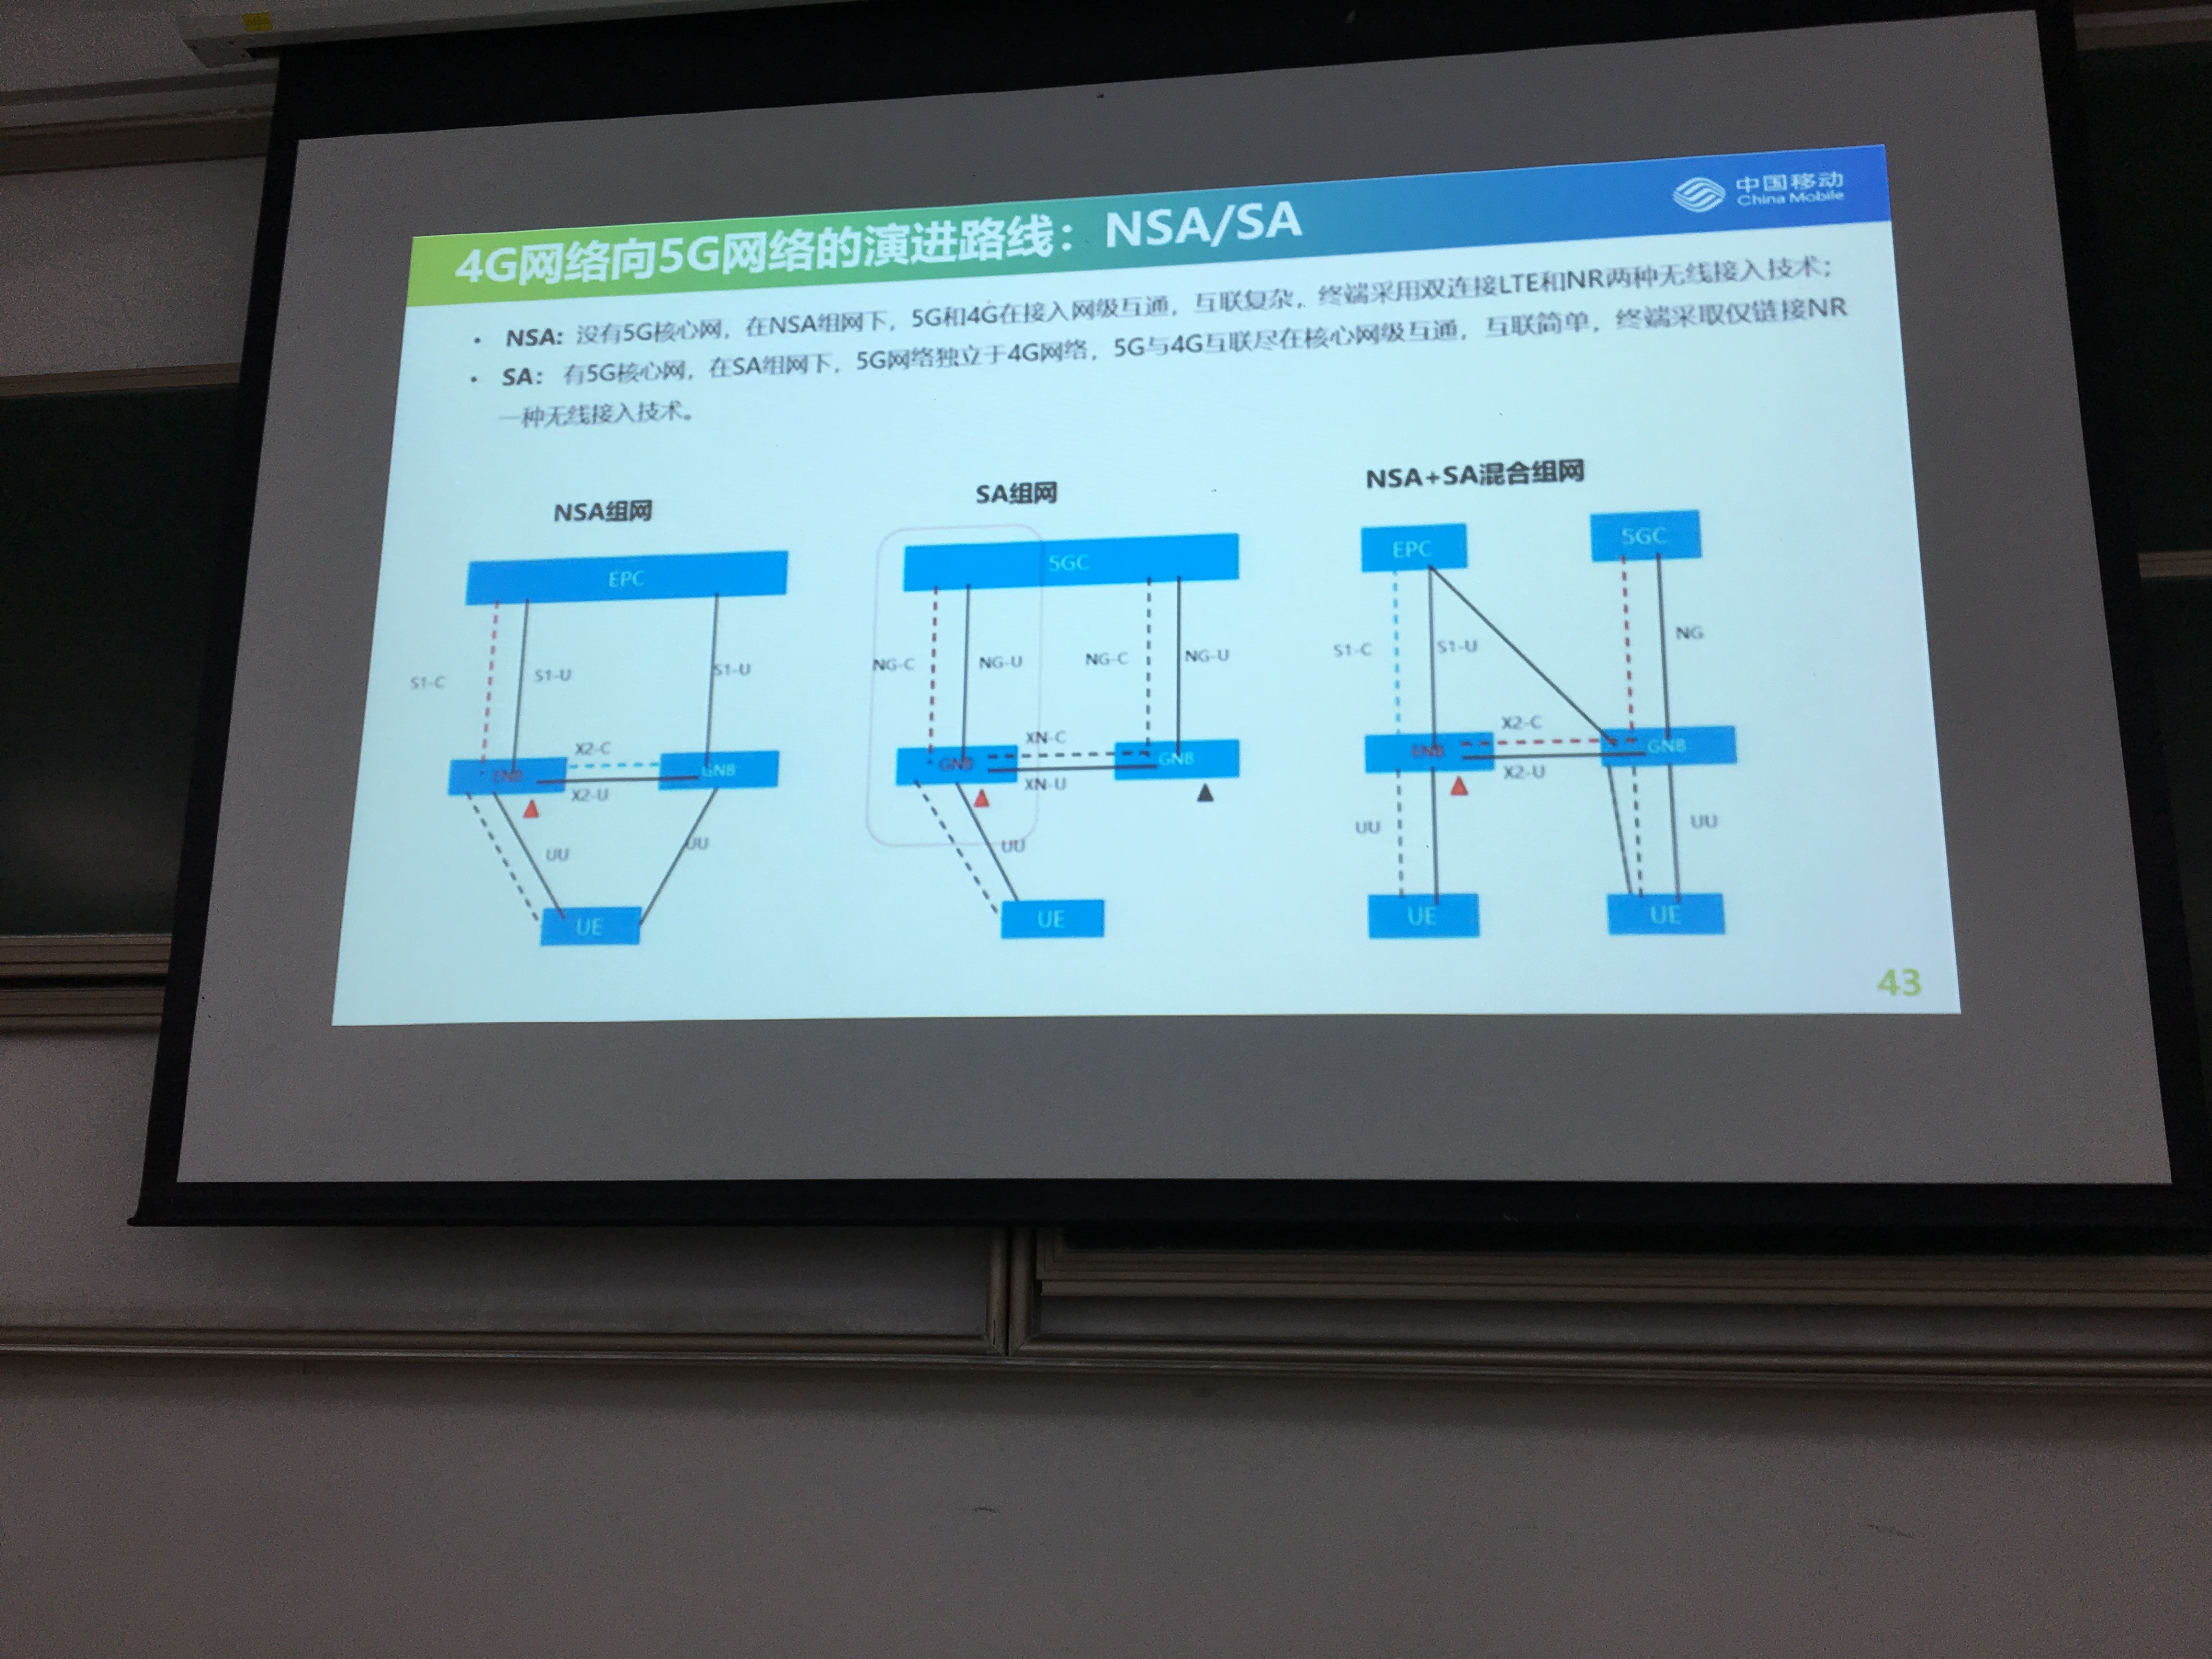 中国移动
China Mobile
4G网络向5G网络的演进路线：NSA/SA
• NSA: 没有5G核心网，在NSA组网下，5G和4G在接入网级互通，互联复杂，终端采用双连接LTE和NR两种无线接入技术；
• SA: 有5G核心网，在SA组网下，5G网络独立于4G网络，5G与4G互联尽在核心网级互通，互联简单，终端采取仅链接NR
一种无线接入技术。
NSA组网
EPC
S1-C
S1-U
S1-U
X2-C
ENB
GNB
X2-U
UU
UU
UE
SA组网
5GC
NG-C
NG-U
NG-C
NG-U
XN-C
GNB
GNB
XN-U
UU
UE
NSA+SA混合组网
EPC
5GC
S1-C
S1-U
NG
X2-C
ENB
GNB
X2-U
UU
UU
UE
UE
43